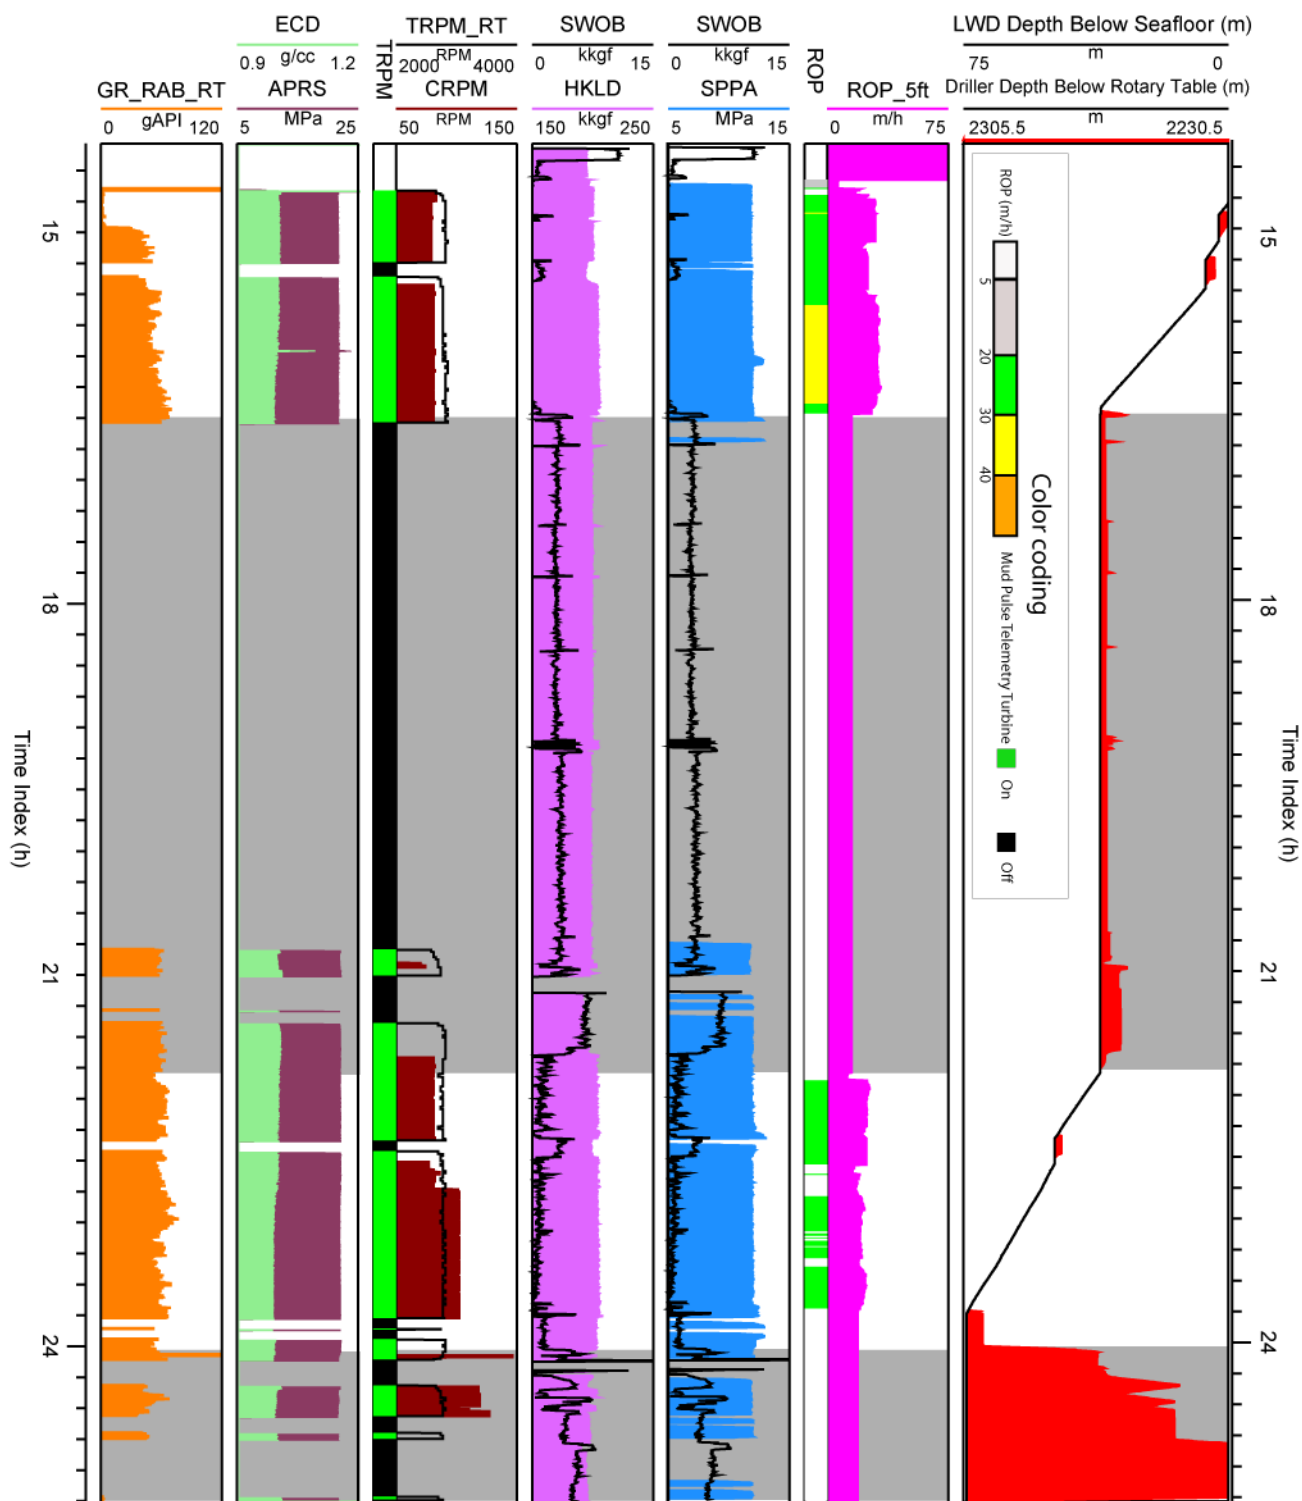 ECD
TRPM_RT
SWOB
SWOB
LWD Depth Below Seafloor (m)
0.9 g/cc 1.2
TRPM
2000 RPM 4000
0 kkgf 15
0 kkgf 15
ROP
75 m 0
GR_RAB_RT
APRS
CRPM
HKLD
SPPA
ROP_5ft
Driller Depth Below Rotary Table (m)
0 gAPI 120
5 MPa 25
50 RPM 150
150 kkgf 250
5 MPa 15
0 m/h 75
2305.5 m 2230.5
15
18
21
24
Time Index (h)
ROP (m/h)
5
20
30
40
Color coding
Mud Pulse Telemetry Turbine
On
Off
15
18
21
24
Time Index (h)